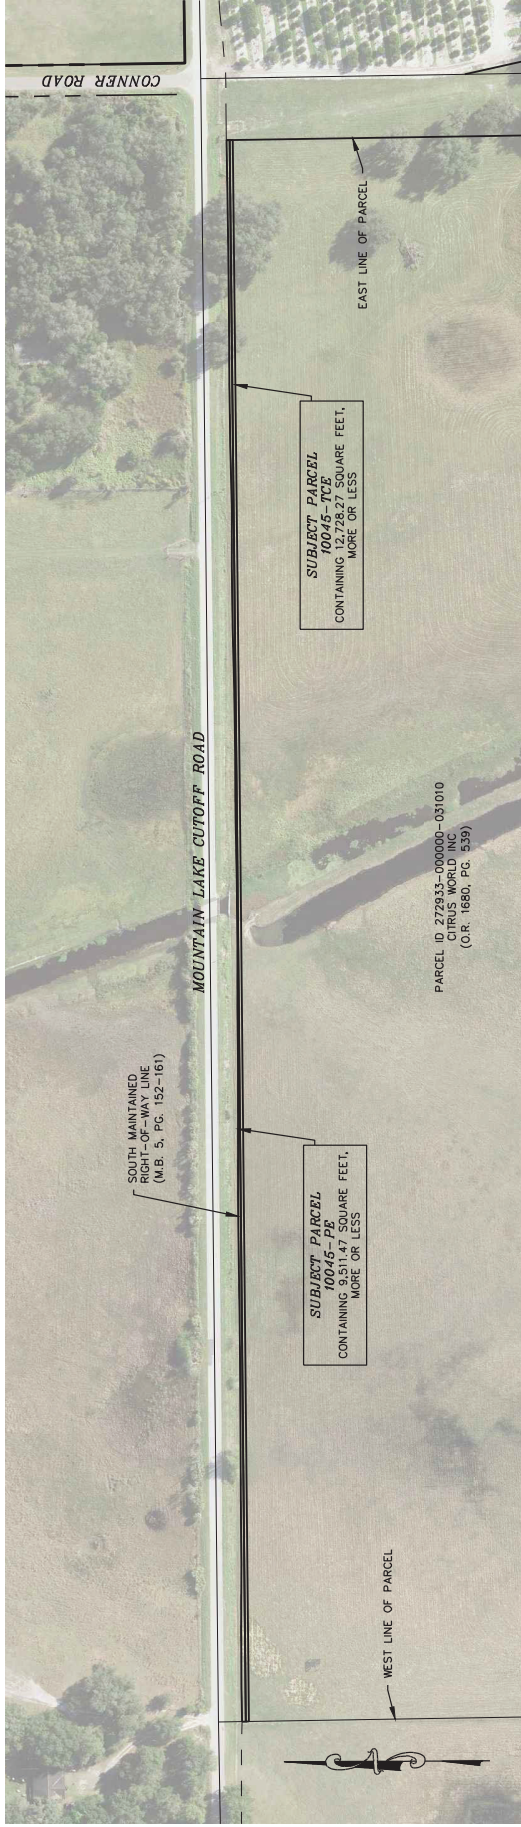 CONNER ROAD
EAST LINE OF PARCEL
SUBJECT PARCEL
10045-TCE
CONTAINING 12,728.27 SQUARE FEET,
MORE OR LESS
MOUNTAIN LAKE CUTOFF ROAD
PARCEL ID 272933-000000-031010
CITRUS WORLD INC
(O.R. 1680, PG. 539)
SOUTH MAINTAINED
RIGHT-OF-WAY LINE
(M.B. 5, PG. 152-161)
SUBJECT PARCEL
10045-PE
CONTAINING 9,511.47 SQUARE FEET,
MORE OR LESS
WEST LINE OF PARCEL